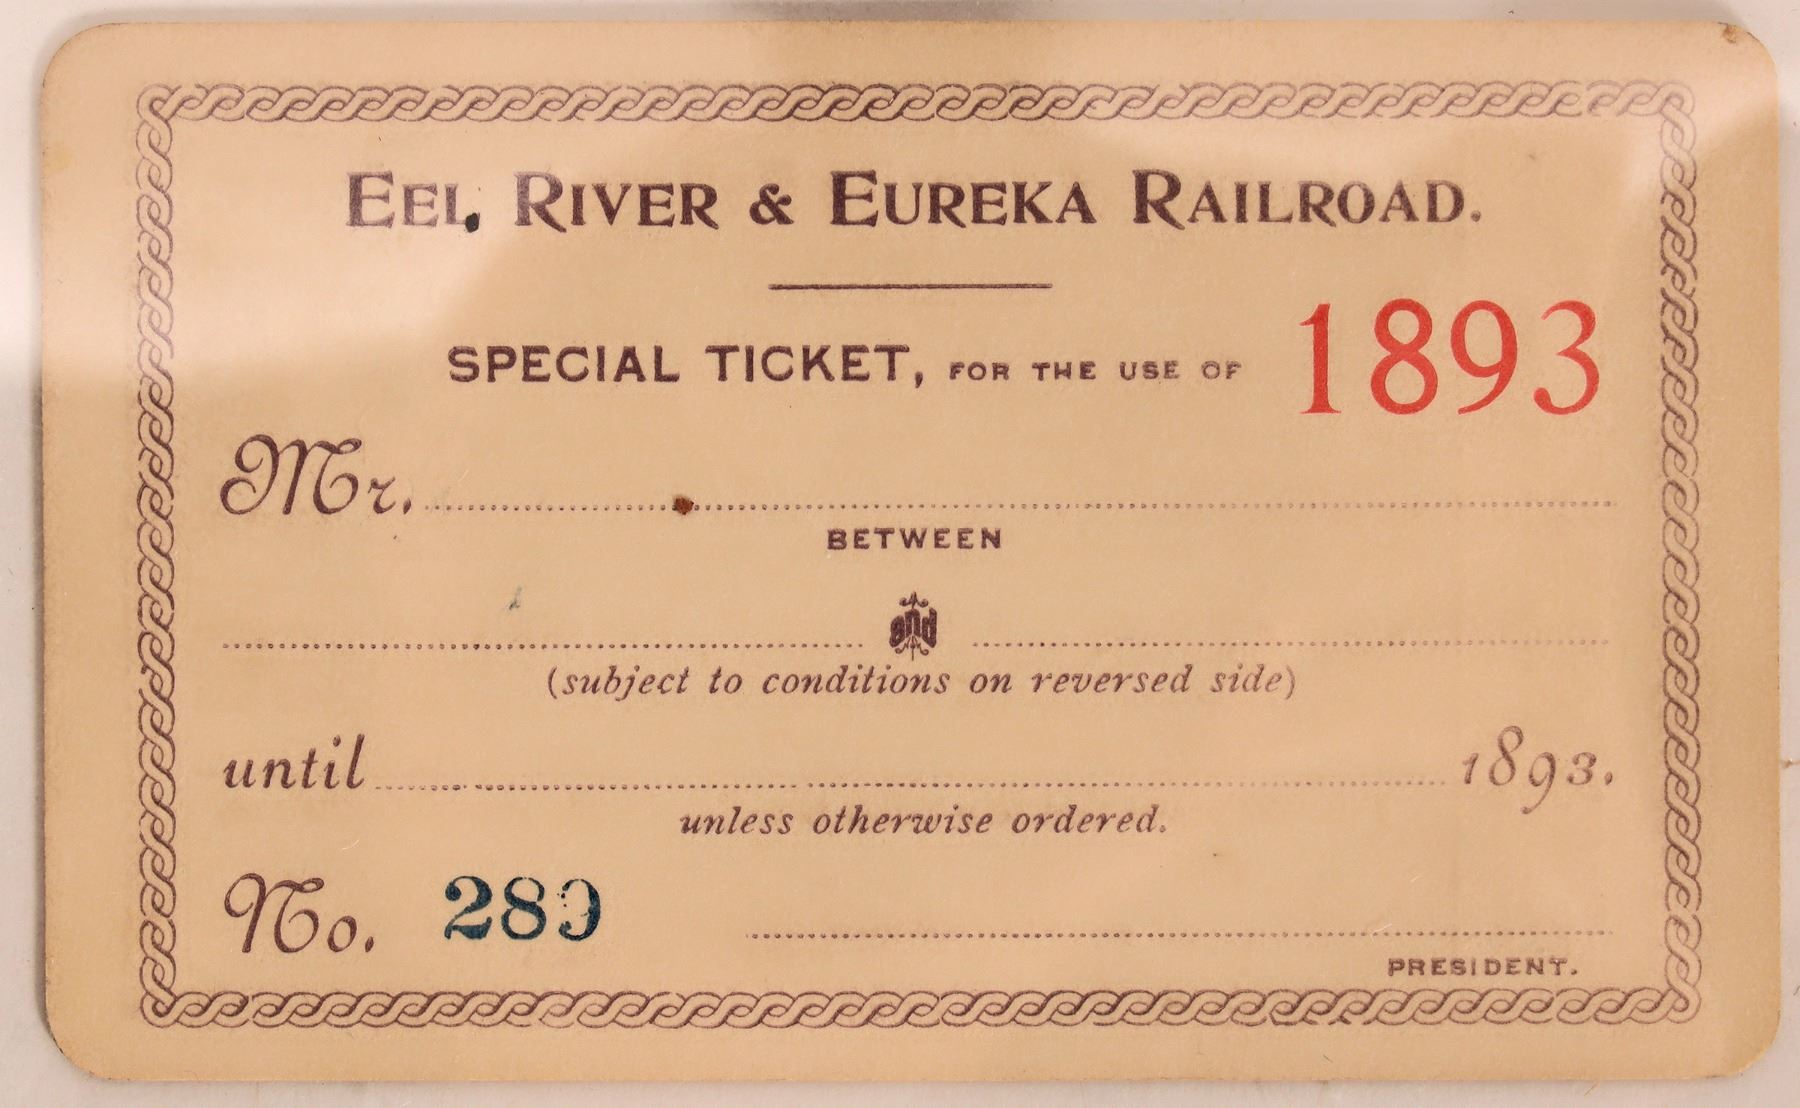 EEL RIVER & EUREKA RAILROAD.
SPECIAL TICKET, FOR THE USE OF 1893
Mr.
BETWEEN
and
(subject to conditions on reversed side)
until 1893.
unless otherwise ordered.
No. 289
PRESIDENT.